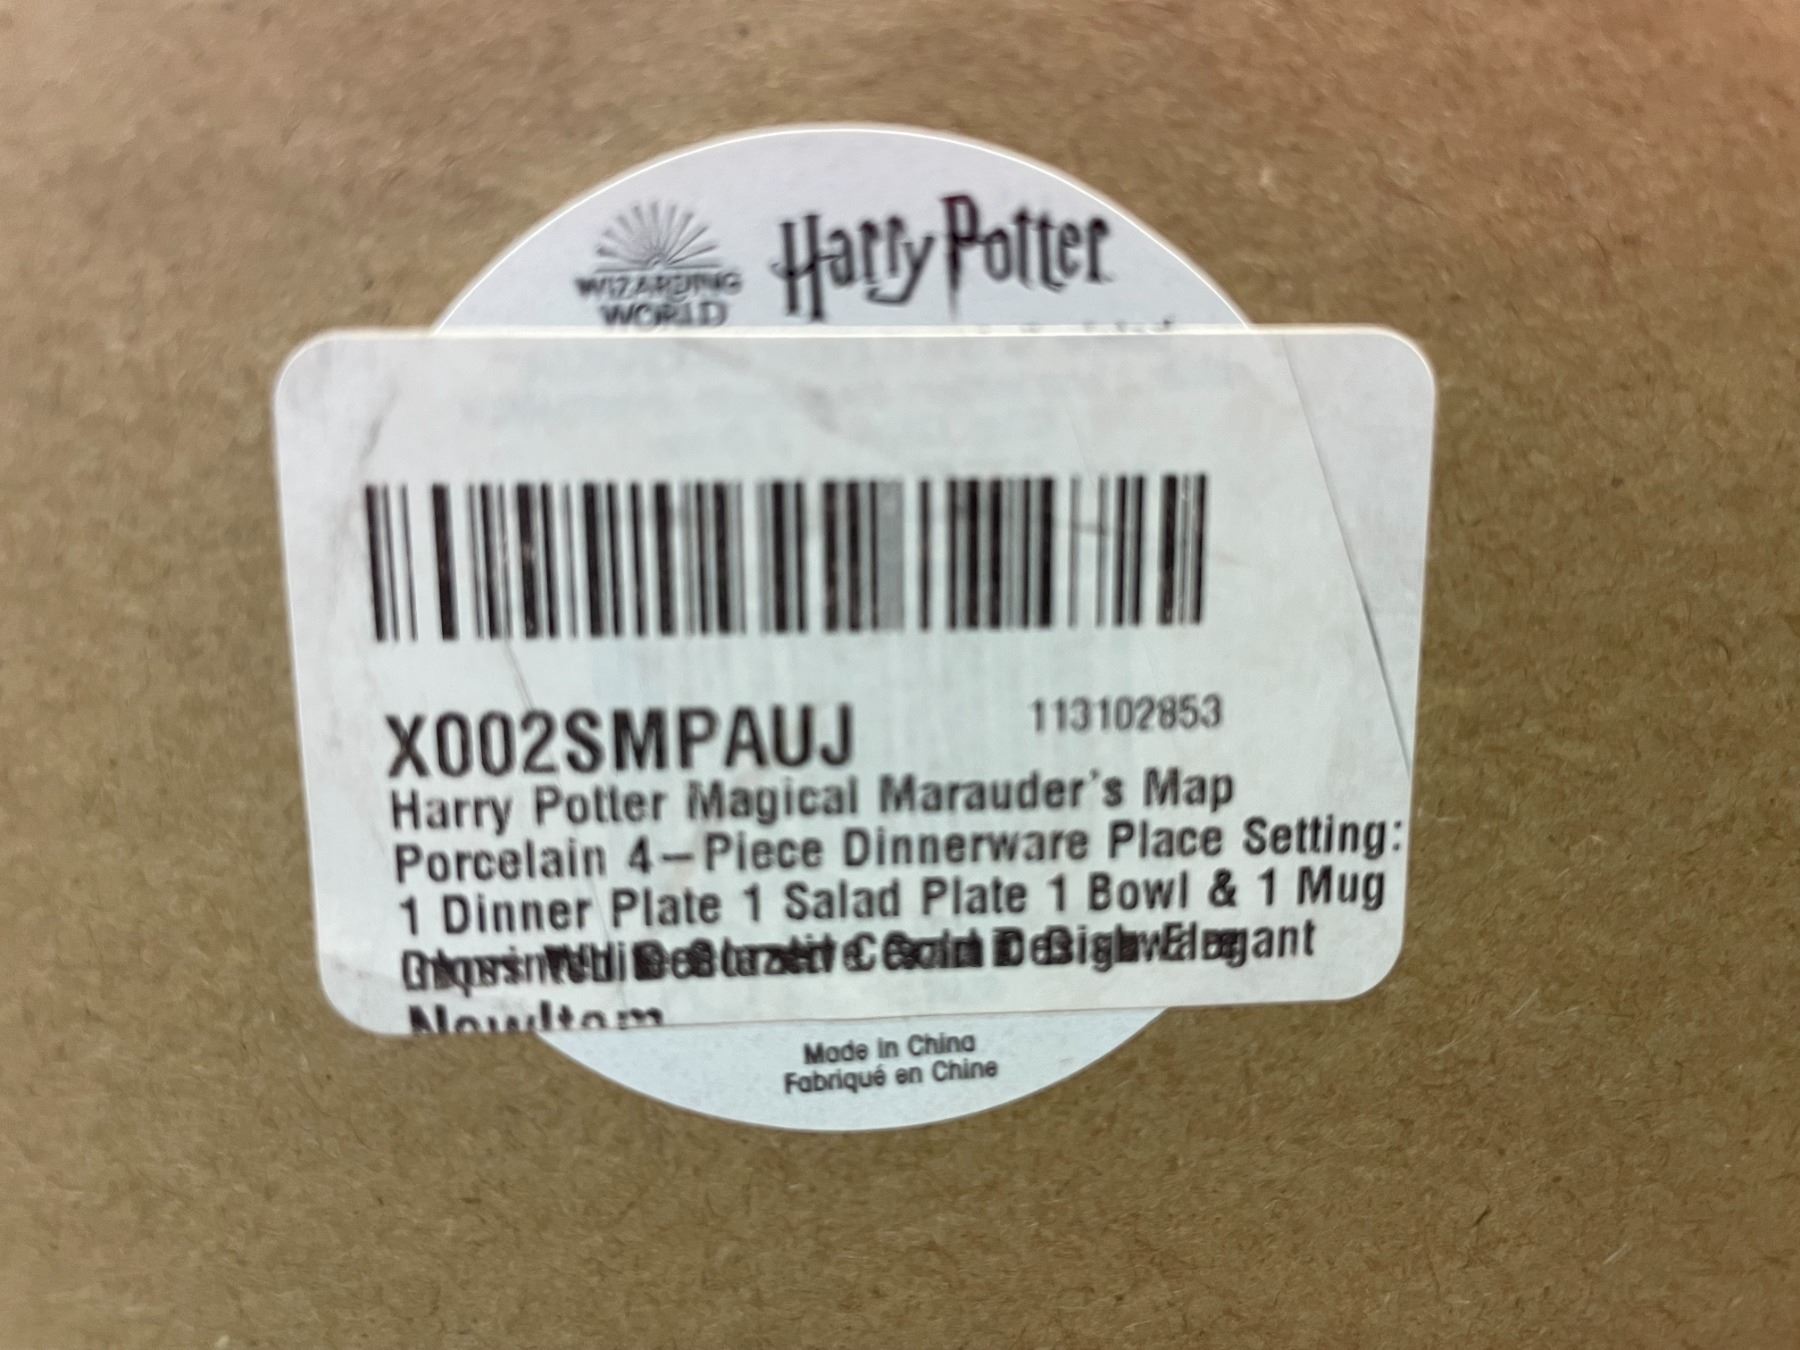 WIZARDING
WORLD
Harry Potter
X002SMPAUJ
113102853
Harry Potter Magical Marauder's Map
Porcelain 4-Piece Dinnerware Place Setting:
1 Dinner Plate 1 Salad Plate 1 Bowl & 1 Mug
Elegant
Made in China
Fabriqué en Chine